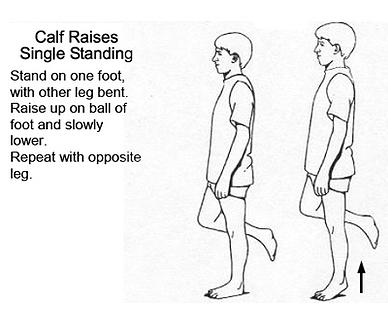 Calf Raises
Single Standing
Stand on one foot,
with other leg bent.
Raise up on ball of
foot and slowly
lower.
Repeat with opposite
leg.